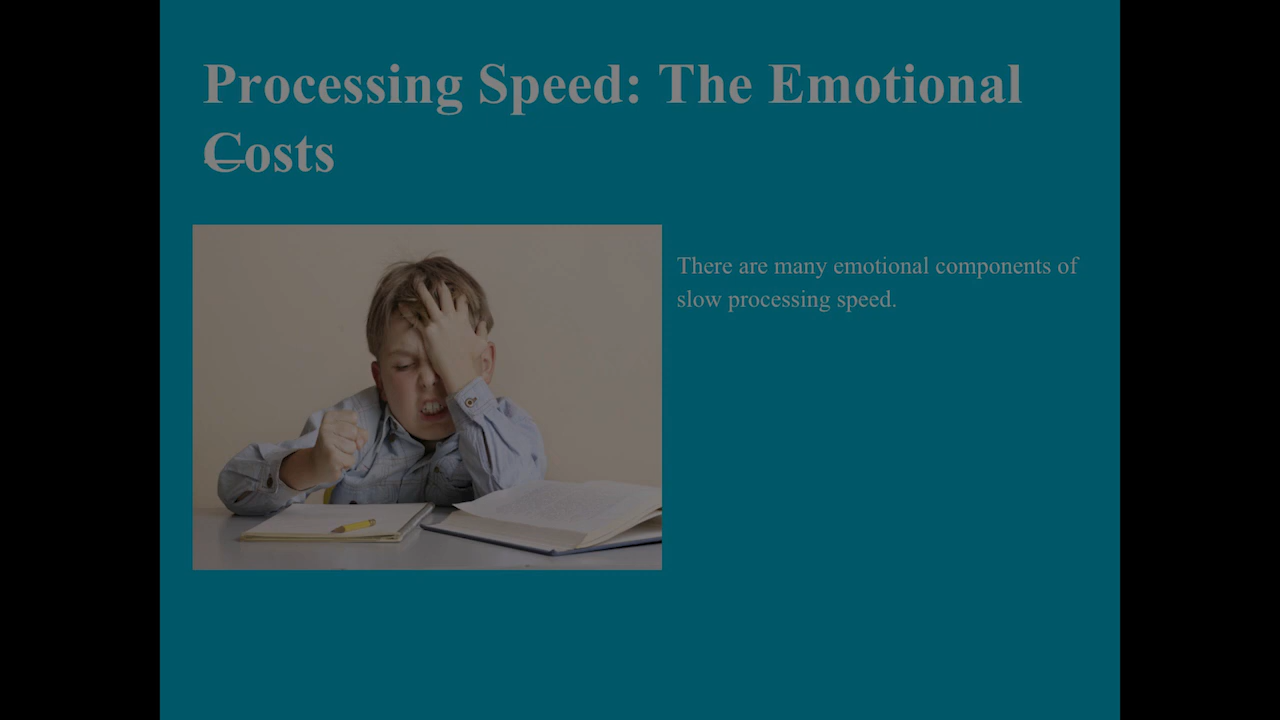 Processing Speed: The Emotional
Costs
There are many emotional components of
slow processing speed.